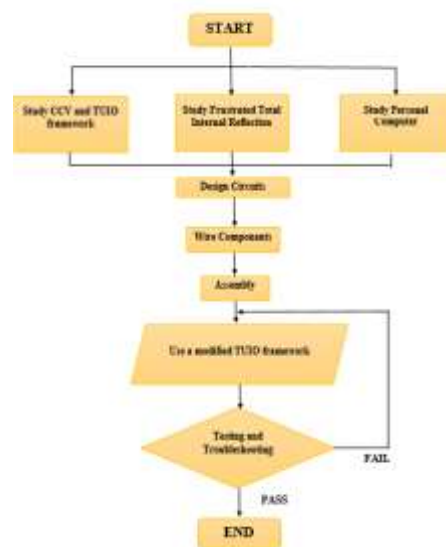 START
Study CCV and TUIO
framework
Study Frustrated Total
Internal Reflection
Study Personal
Computer
Design Circuits
Wire Components
Assembly
Use a modified TUIO framework
Testing and
Troubleshooting
FAIL
PASS
END